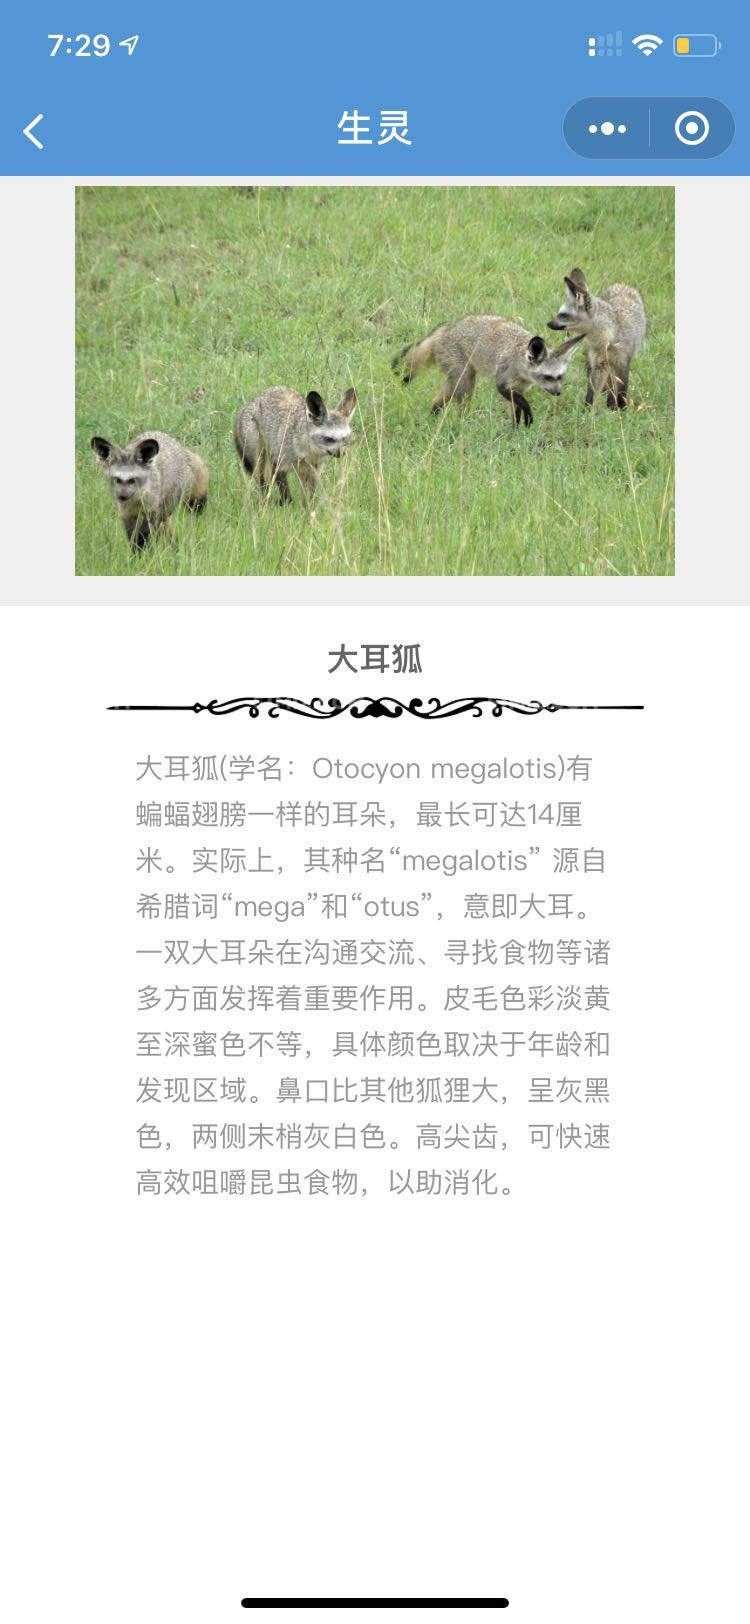 7:29
生灵
大耳狐
大耳狐(学名：Otocyon megalotis)有
蝙蝠翅膀一样的耳朵，最长可达14厘
米。实际上，其种名“megalotis” 源自
希腊词“mega”和“otus”，意即大耳。
一双大耳朵在沟通交流、寻找食物等诸
多方面发挥着重要作用。皮毛色彩淡黄
至深蜜色不等，具体颜色取决于年龄和
发现区域。鼻口比其他狐狸大，呈灰黑
色，两侧末梢灰白色。高尖齿，可快速
高效咀嚼昆虫食物，以助消化。